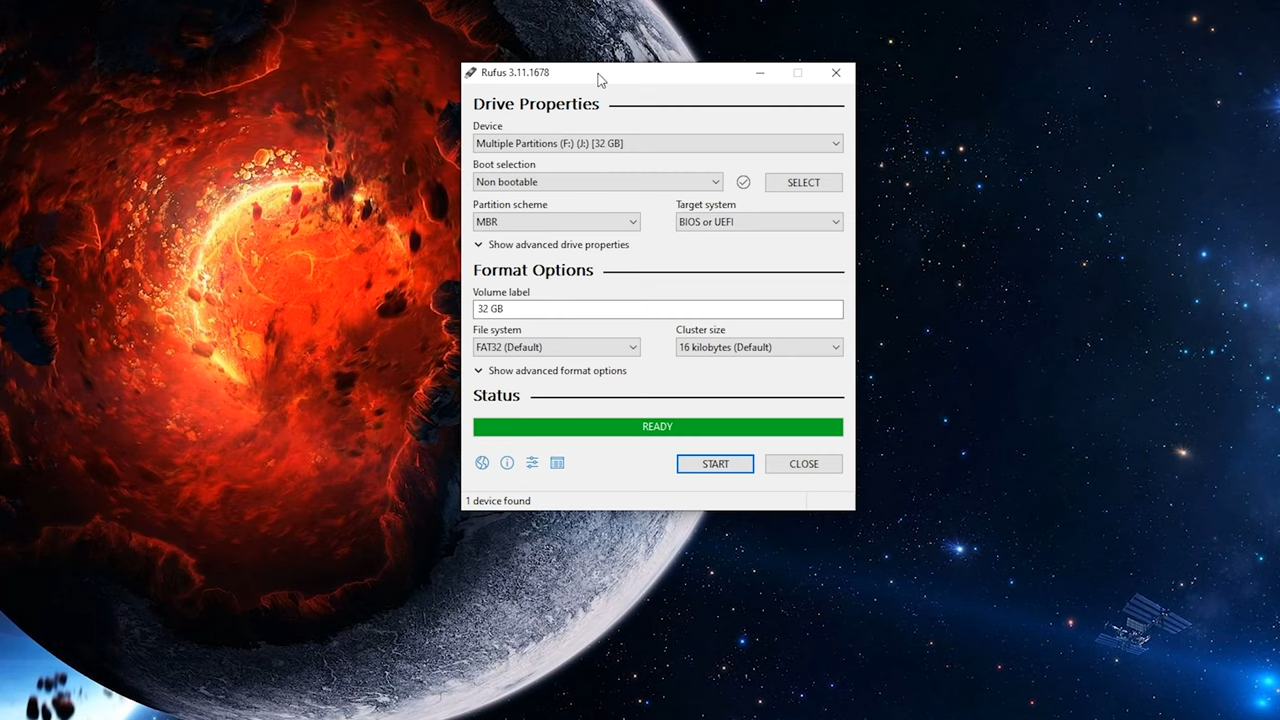 Rufus 3.11.1678
Drive Properties
Device
Multiple Partitions (F:) (J:) [32 GB]
Boot selection
Non bootable
SELECT
Partition scheme
Target system
MBR
BIOS or UEFI
Show advanced drive properties
Format Options
Volume label
32 GB
File system
Cluster size
FAT32 (Default)
16 kilobytes (Default)
Show advanced format options
Status
READY
START
CLOSE
1 device found